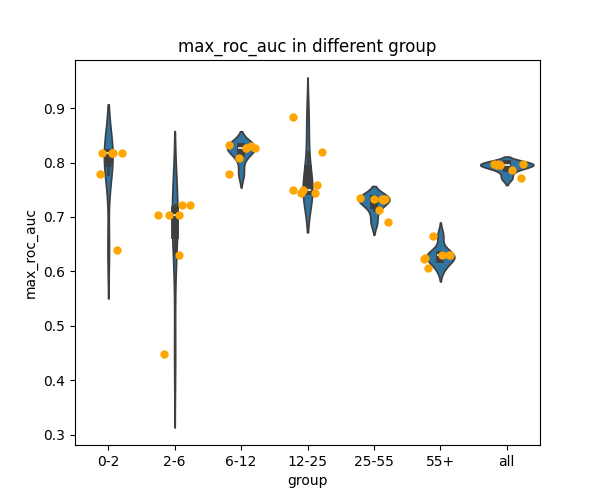 max_roc_auc in different group
max_roc_auc
0.9
0.8
0.7
0.6
0.5
0.4
0.3
0-2 2-6 6-12 12-25 25-55 55+ all
group